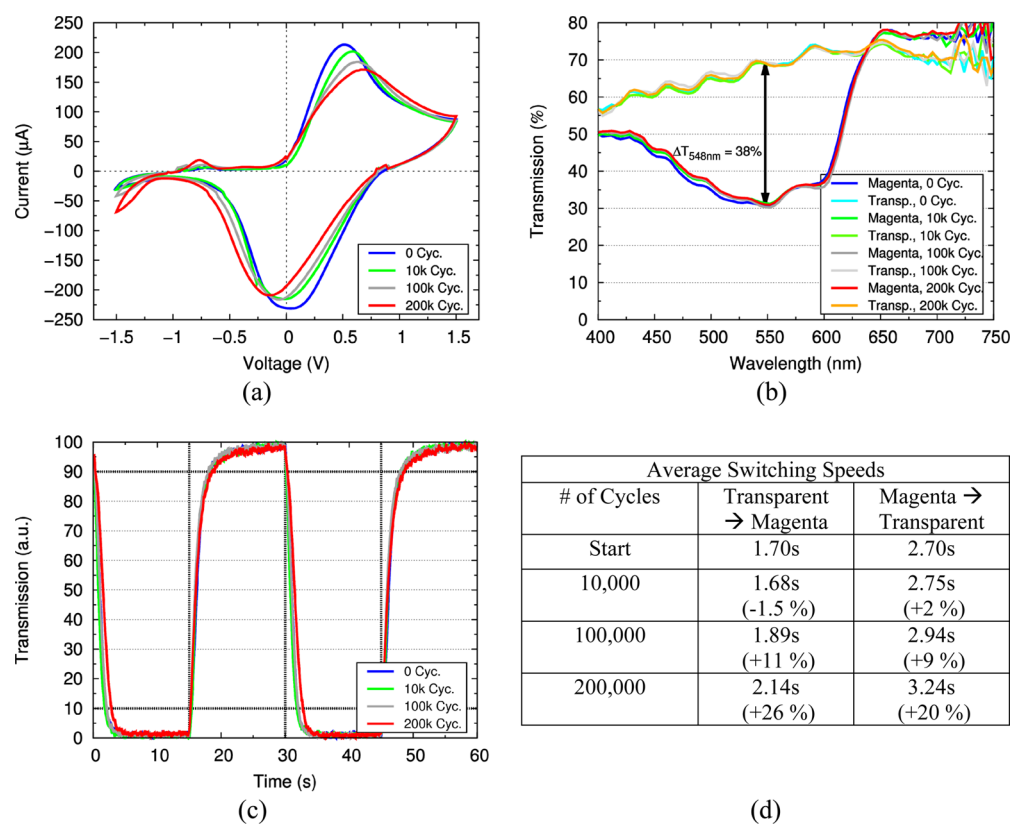 250
200
150
100
50
0
−50
−100
−150
−200
−250
Current (µA)
−1.5 −1 −0.5 0 0.5 1 1.5
Voltage (V)
0 Cyc.
10k Cyc.
100k Cyc.
200k Cyc.
(a)
80
70
60
50
40
30
20
10
0
Transmission (%)
ΔT548nm = 38%
Magenta, 0 Cyc.
Transp., 0 Cyc.
Magenta, 10k Cyc.
Transp., 10k Cyc.
Magenta, 100k Cyc.
Transp., 100k Cyc.
Magenta, 200k Cyc.
Transp., 200k Cyc.
400 450 500 550 600 650 700 750
Wavelength (nm)
(b)
100
90
80
70
60
50
40
30
20
10
0
Transmission (a.u.)
0 Cyc.
10k Cyc.
100k Cyc.
200k Cyc.
0 10 20 30 40 50 60
Time (s)
(c)
Average Switching Speeds
# of Cycles Transparent Magenta →
→ Magenta Transparent
Start 1.70s 2.70s
10,000 1.68s 2.75s
(-1.5 %) (+2 %)
100,000 1.89s 2.94s
(+11 %) (+9 %)
200,000 2.14s 3.24s
(+26 %) (+20 %)
(d)